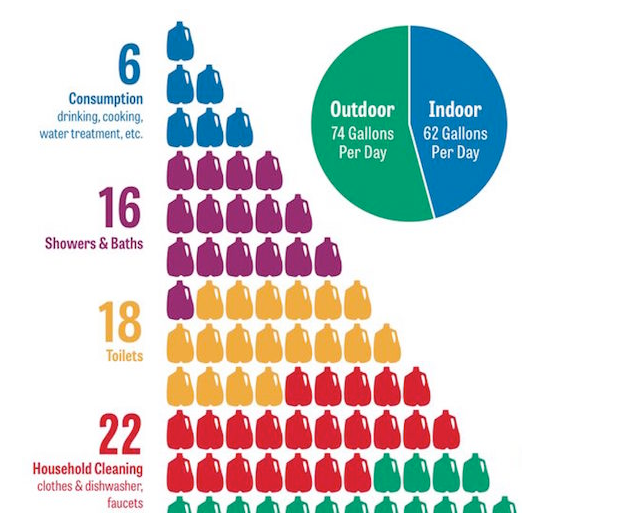 6
Consumption
drinking, cooking,
water treatment, etc.
Outdoor
74 Gallons
Per Day
Indoor
62 Gallons
Per Day
16
Showers & Baths
18
Toilets
22
Household Cleaning
clothes & dishwasher,
faucets